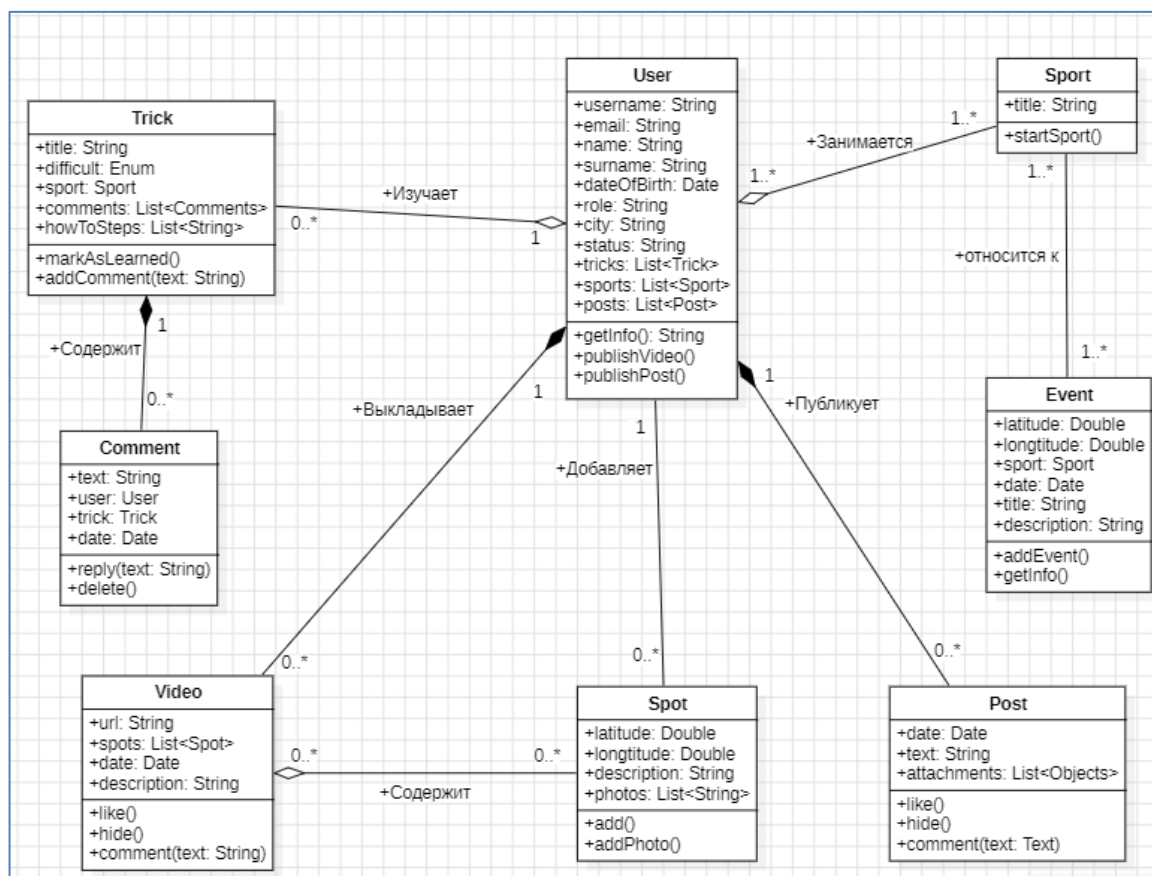 User
+username: String
+email: String
+name: String
+surname: String
+dateOfBirth: Date
+role: String
+city: String
+status: String
+tricks: List<Trick>
+sports: List<Sport>
+posts: List<Post>
+getInfo(): String
+publishVideo()
+publishPost()
Sport
+title: String
+startSport()
Trick
+title: String
+difficult: Enum
+sport: Sport
+comments: List<Comments>
+howToSteps: List<String>
+markAsLearned()
+addComment(text: String)
+Изучает
0..*
1
+Занимается
1..*
1..*
1..*
+относится к
1..*
1
+Содержит
0..*
Comment
+text: String
+user: User
+trick: Trick
+date: Date
+reply(text: String)
+delete()
1
+Выкладывает
0..*
1
+Добавляет
0..*
1
+Публикует
0..*
Event
+latitude: Double
+longtitude: Double
+sport: Sport
+date: Date
+title: String
+description: String
+addEvent()
+getInfo()
Video
+url: String
+spots: List<Spot>
+date: Date
+description: String
+like()
+hide()
+comment(text: String)
0..*
0..*
+Содержит
Spot
+latitude: Double
+longtitude: Double
+description: String
+photos: List<String>
+add()
+addPhoto()
Post
+date: Date
+text: String
+attachments: List<Objects>
+like()
+hide()
+comment(text: Text)